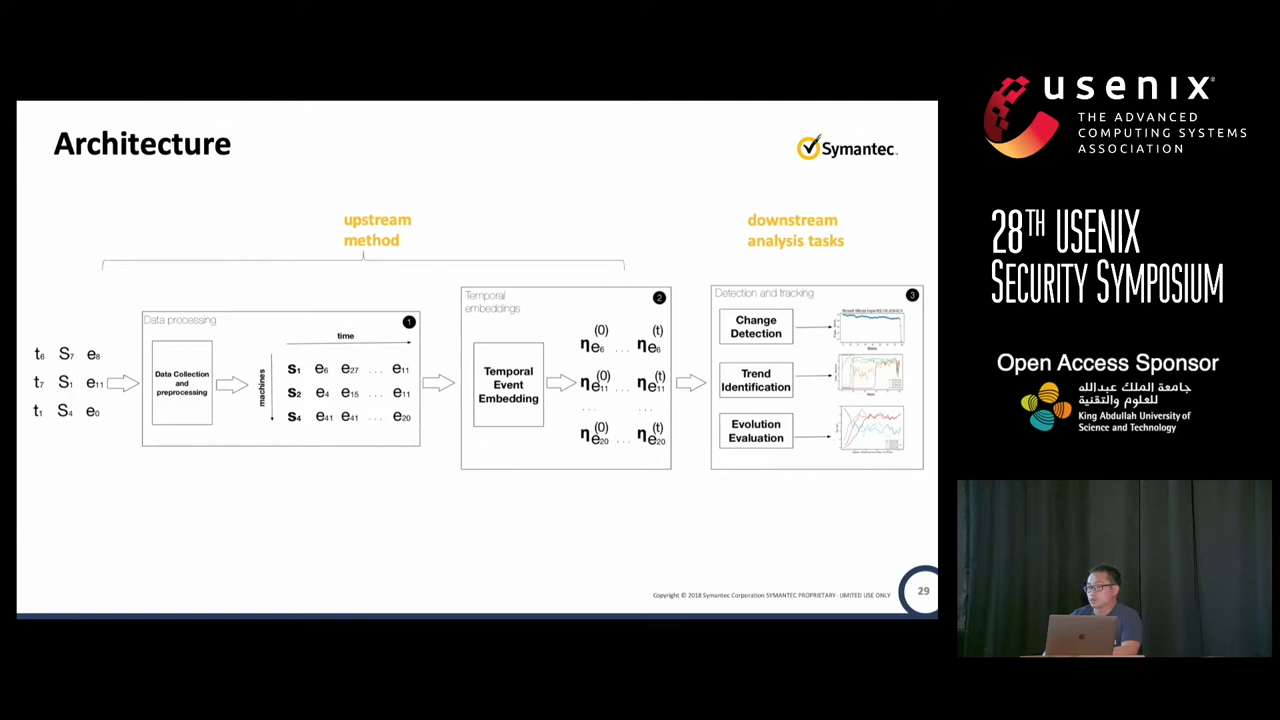 Architecture
Symantec.
upstream
method
downstream
analysis tasks
t6 S7 e8
t7 S1 e11
t1 S4 e0
Data processing
1
Data Collection
and
preprocessing
time
machines
s1 e6 e27 ... e11
s2 e4 e15 ... e11
s4 e41 e41 ... e20
Temporal
embeddings
2
Temporal
Event
Embedding
η(0)e6 ... η(t)e6
η(0)e11 ... η(t)e11
... ...
η(0)e20 ... η(t)e20
Detection and tracking
3
Change
Detection
Trend
Identification
Evolution
Evaluation
Copyright © 2018 Symantec Corporation SYMANTEC PROPRIETARY- LIMITED USE ONLY
29
usenix
THE ADVANCED
COMPUTING SYSTEMS
ASSOCIATION
28TH USENIX
SECURITY SYMPOSIUM
Open Access Sponsor
جامعة الملك عبدالله
للعلوم والتقنية
King Abdullah University of
Science and Technology